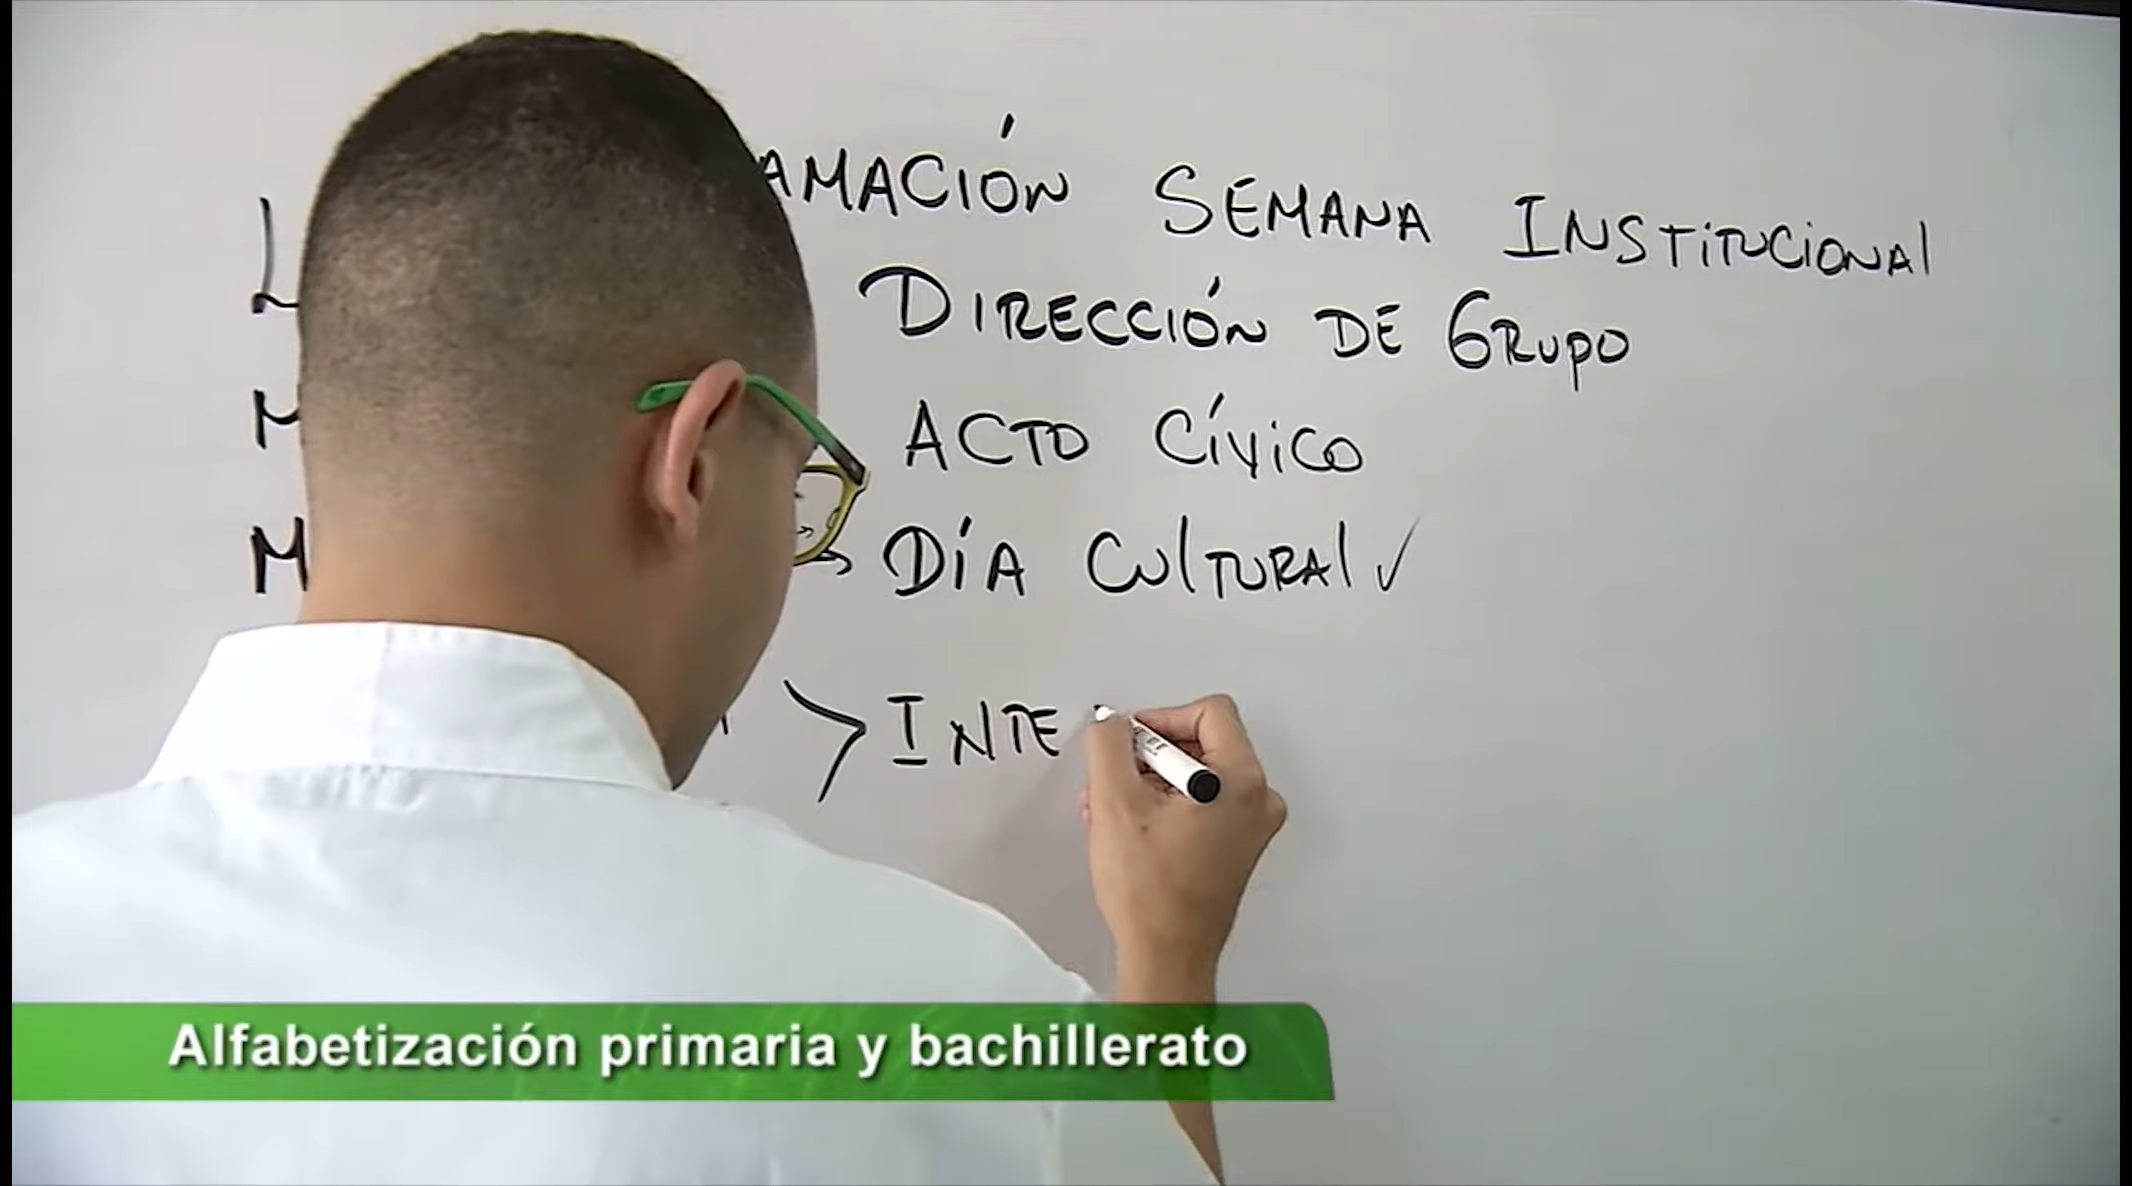 AMACIÓN SEMANA INSTITUCIONAL
L DIRECCIÓN DE GRUPO
M ACTO CÍVICO
M DÍA CULTURAL ✓
> INTE
Alfabetización primaria y bachillerato